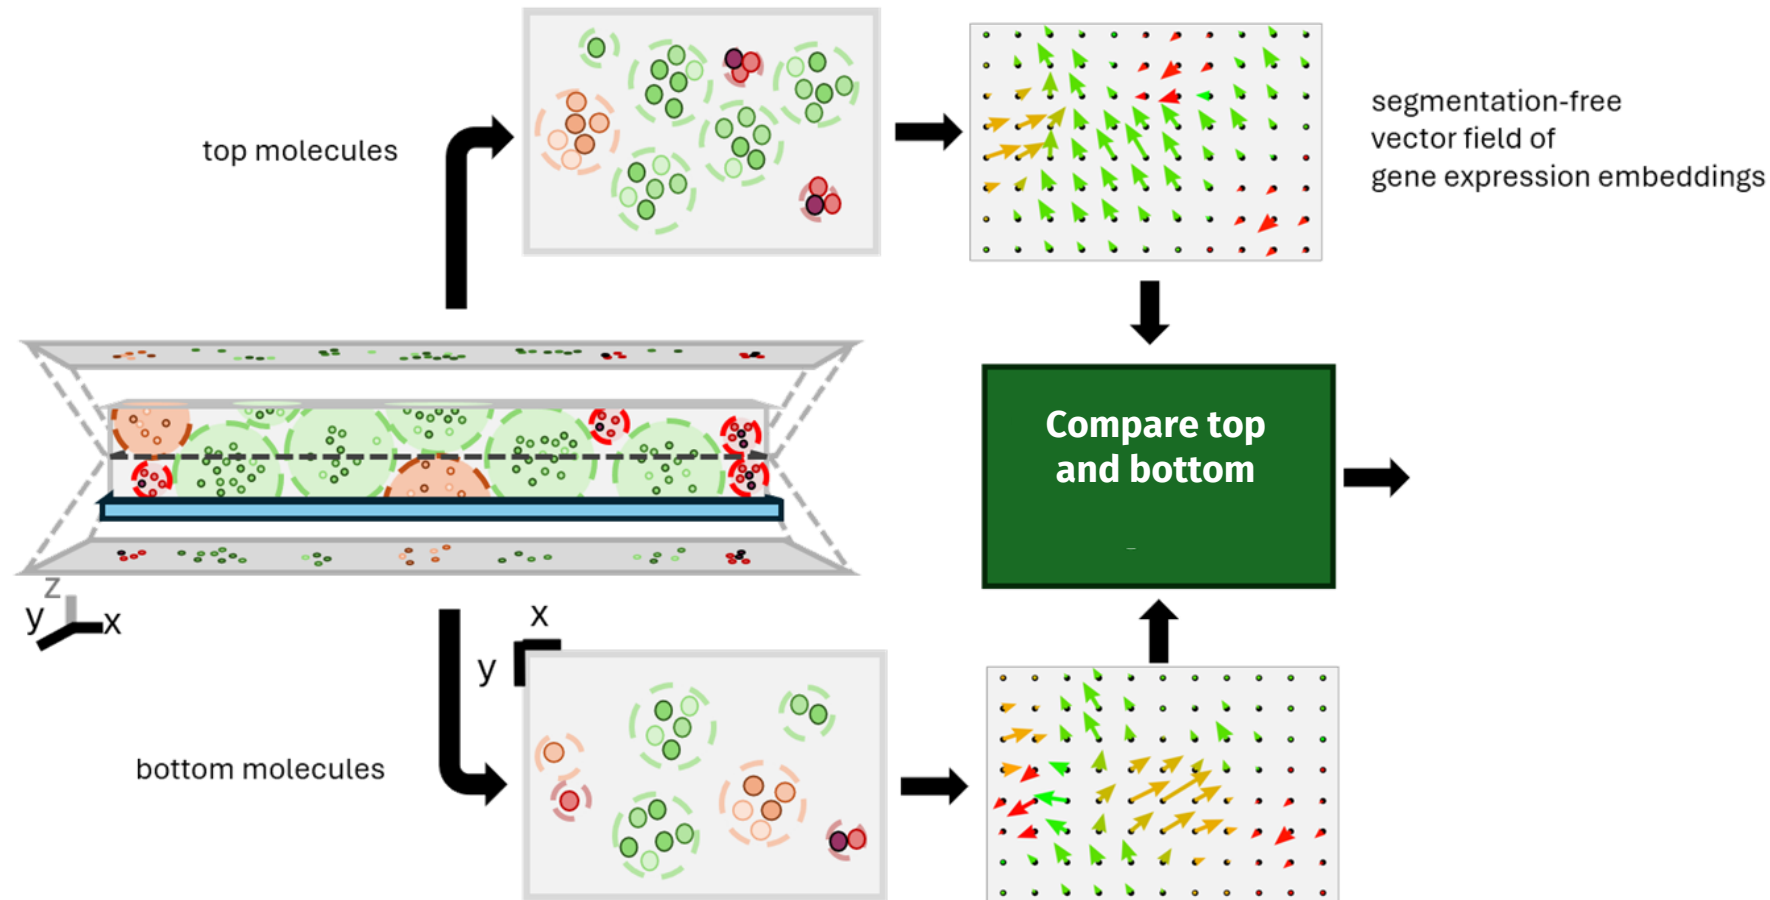 top molecules
segmentation-free
vector field of
gene expression embeddings
Compare top
and bottom
z
y
x
x
y
bottom molecules